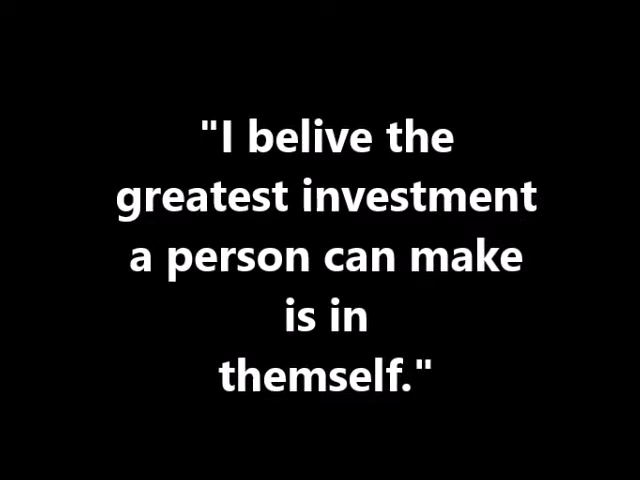 "I belive the
greatest investment
a person can make
is in
themself."